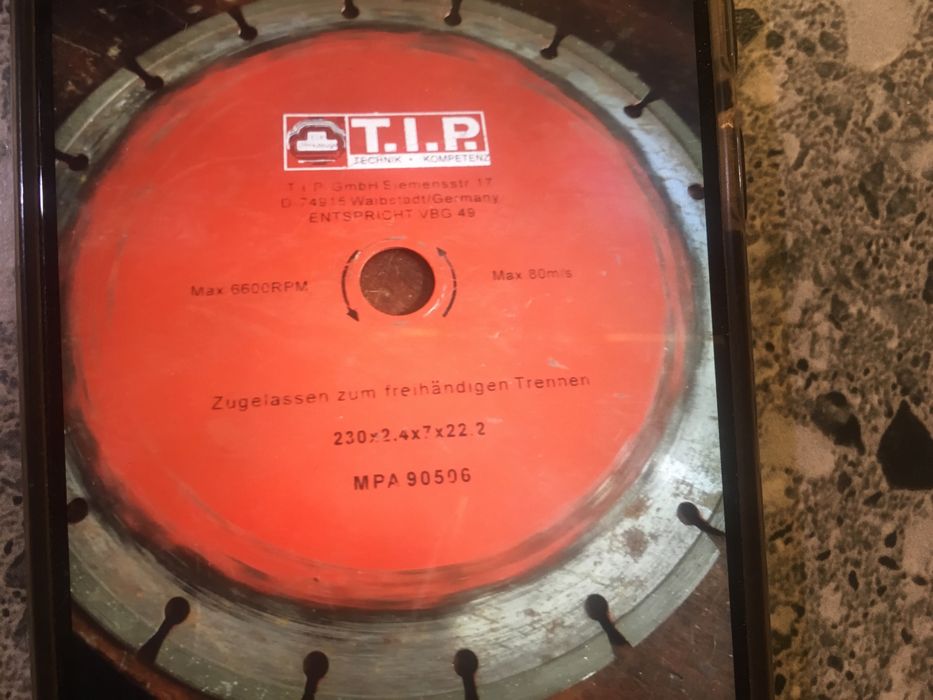 T.I.P.
TECHNIK • KOMPETENZ
T.I.P. GmbH Siemensstr. 17
D-74915 Waibstadt/Germany
ENTSPRICHT VBG 49
Max 6600RPM
Max 80m/s
Zugelassen zum freihändigen Trennen
230x2.4x7x22.2
MPA 90506